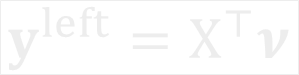 𝐲^left = X^⊤ 𝝂